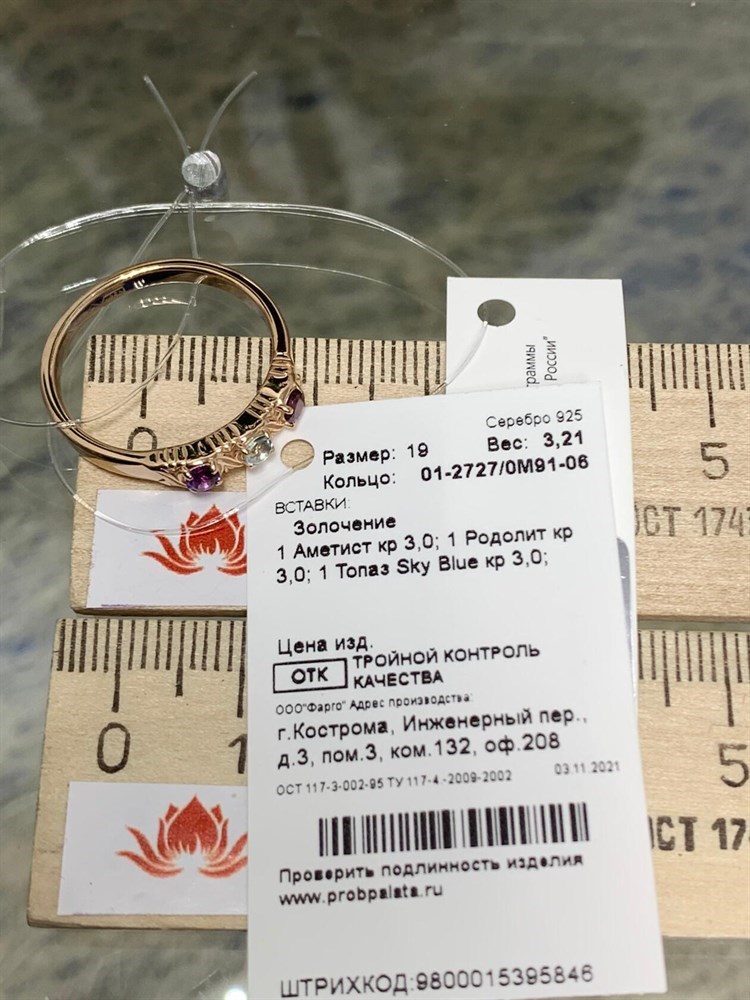 раммы
России"
Серебро 925
Размер: 19 Вес: 3,21
Кольцо: 01-2727/0М91-06
ВСТАВКИ:
Золочение
1 Аметист кр 3,0; 1 Родолит кр
3,0; 1 Топаз Sky Blue кр 3,0;
Цена изд.
ОТК ТРОЙНОЙ КОНТРОЛЬ
КАЧЕСТВА
ООО"Фарго" Адрес производства:
г.Кострома, Инженерный пер.,
д.3, пом.3, ком.132, оф.208
ОСТ 117-3-002-95 ТУ 117-4.-2009-2002 03.11.2021
Проверить подлинность изделия
www.probpalata.ru
ШТРИХКОД:9800015395846
0 5
ОСТ 174
0 1 5
ОСТ 17